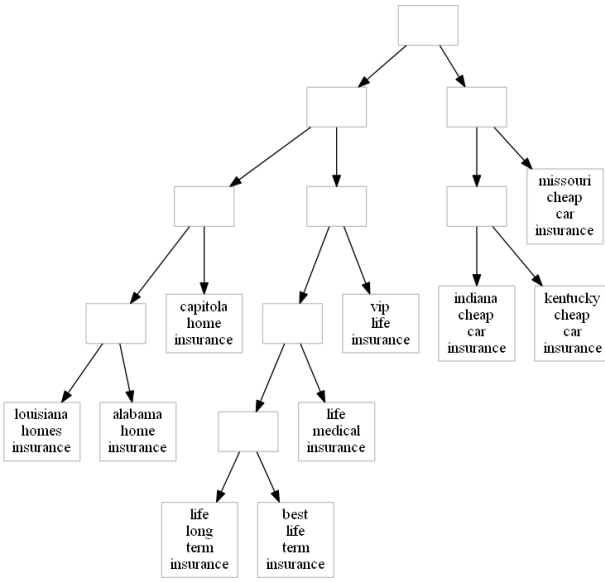 missouri
cheap
car
insurance
capitola
home
insurance
vip
life
insurance
indiana
cheap
car
insurance
kentucky
cheap
car
insurance
louisiana
homes
insurance
alabama
home
insurance
life
medical
insurance
life
long
term
insurance
best
life
term
insurance